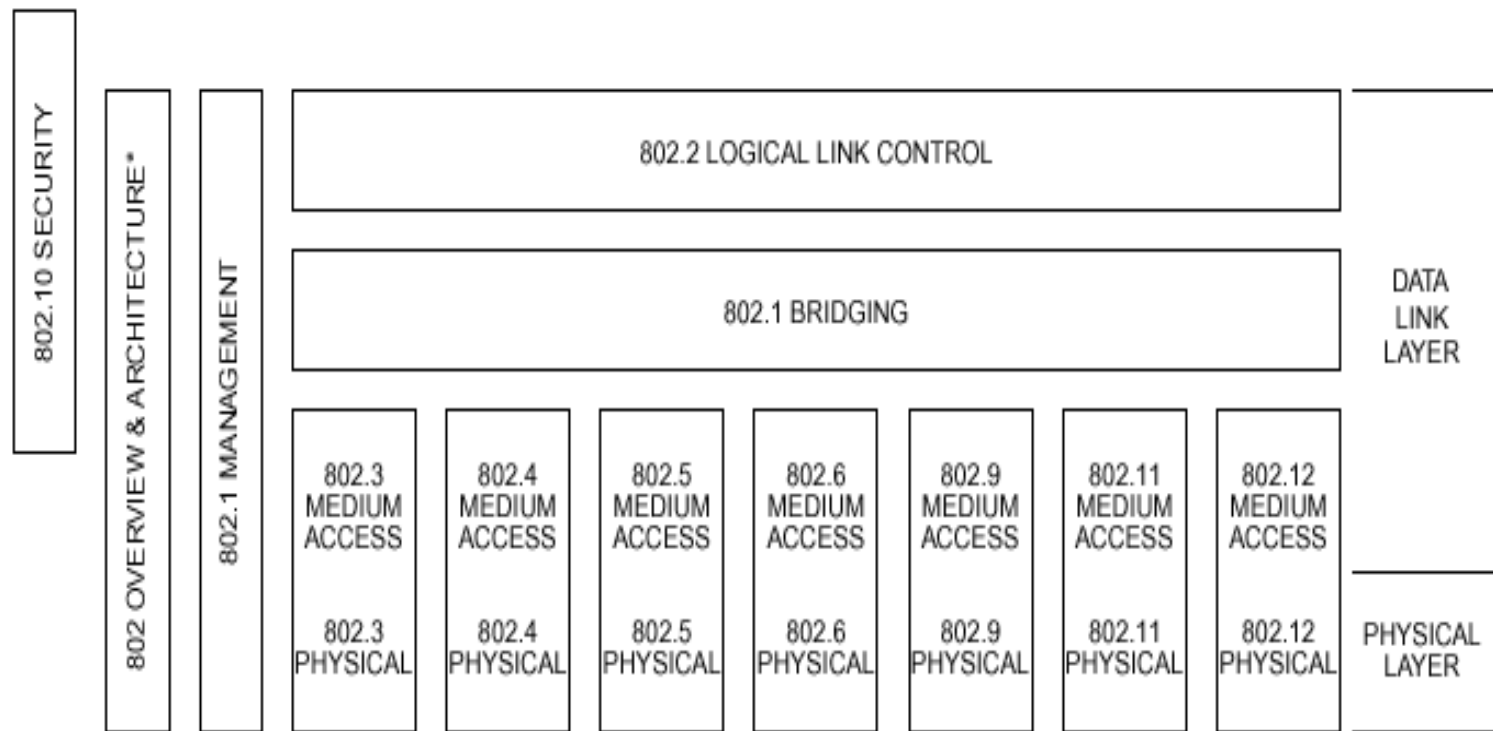 802.10 SECURITY
802 OVERVIEW & ARCHITECTURE*
802.1 MANAGEMENT
802.2 LOGICAL LINK CONTROL
802.1 BRIDGING
DATA
LINK
LAYER
802.3
MEDIUM
ACCESS
802.4
MEDIUM
ACCESS
802.5
MEDIUM
ACCESS
802.6
MEDIUM
ACCESS
802.9
MEDIUM
ACCESS
802.11
MEDIUM
ACCESS
802.12
MEDIUM
ACCESS
802.3
PHYSICAL
802.4
PHYSICAL
802.5
PHYSICAL
802.6
PHYSICAL
802.9
PHYSICAL
802.11
PHYSICAL
802.12
PHYSICAL
PHYSICAL
LAYER